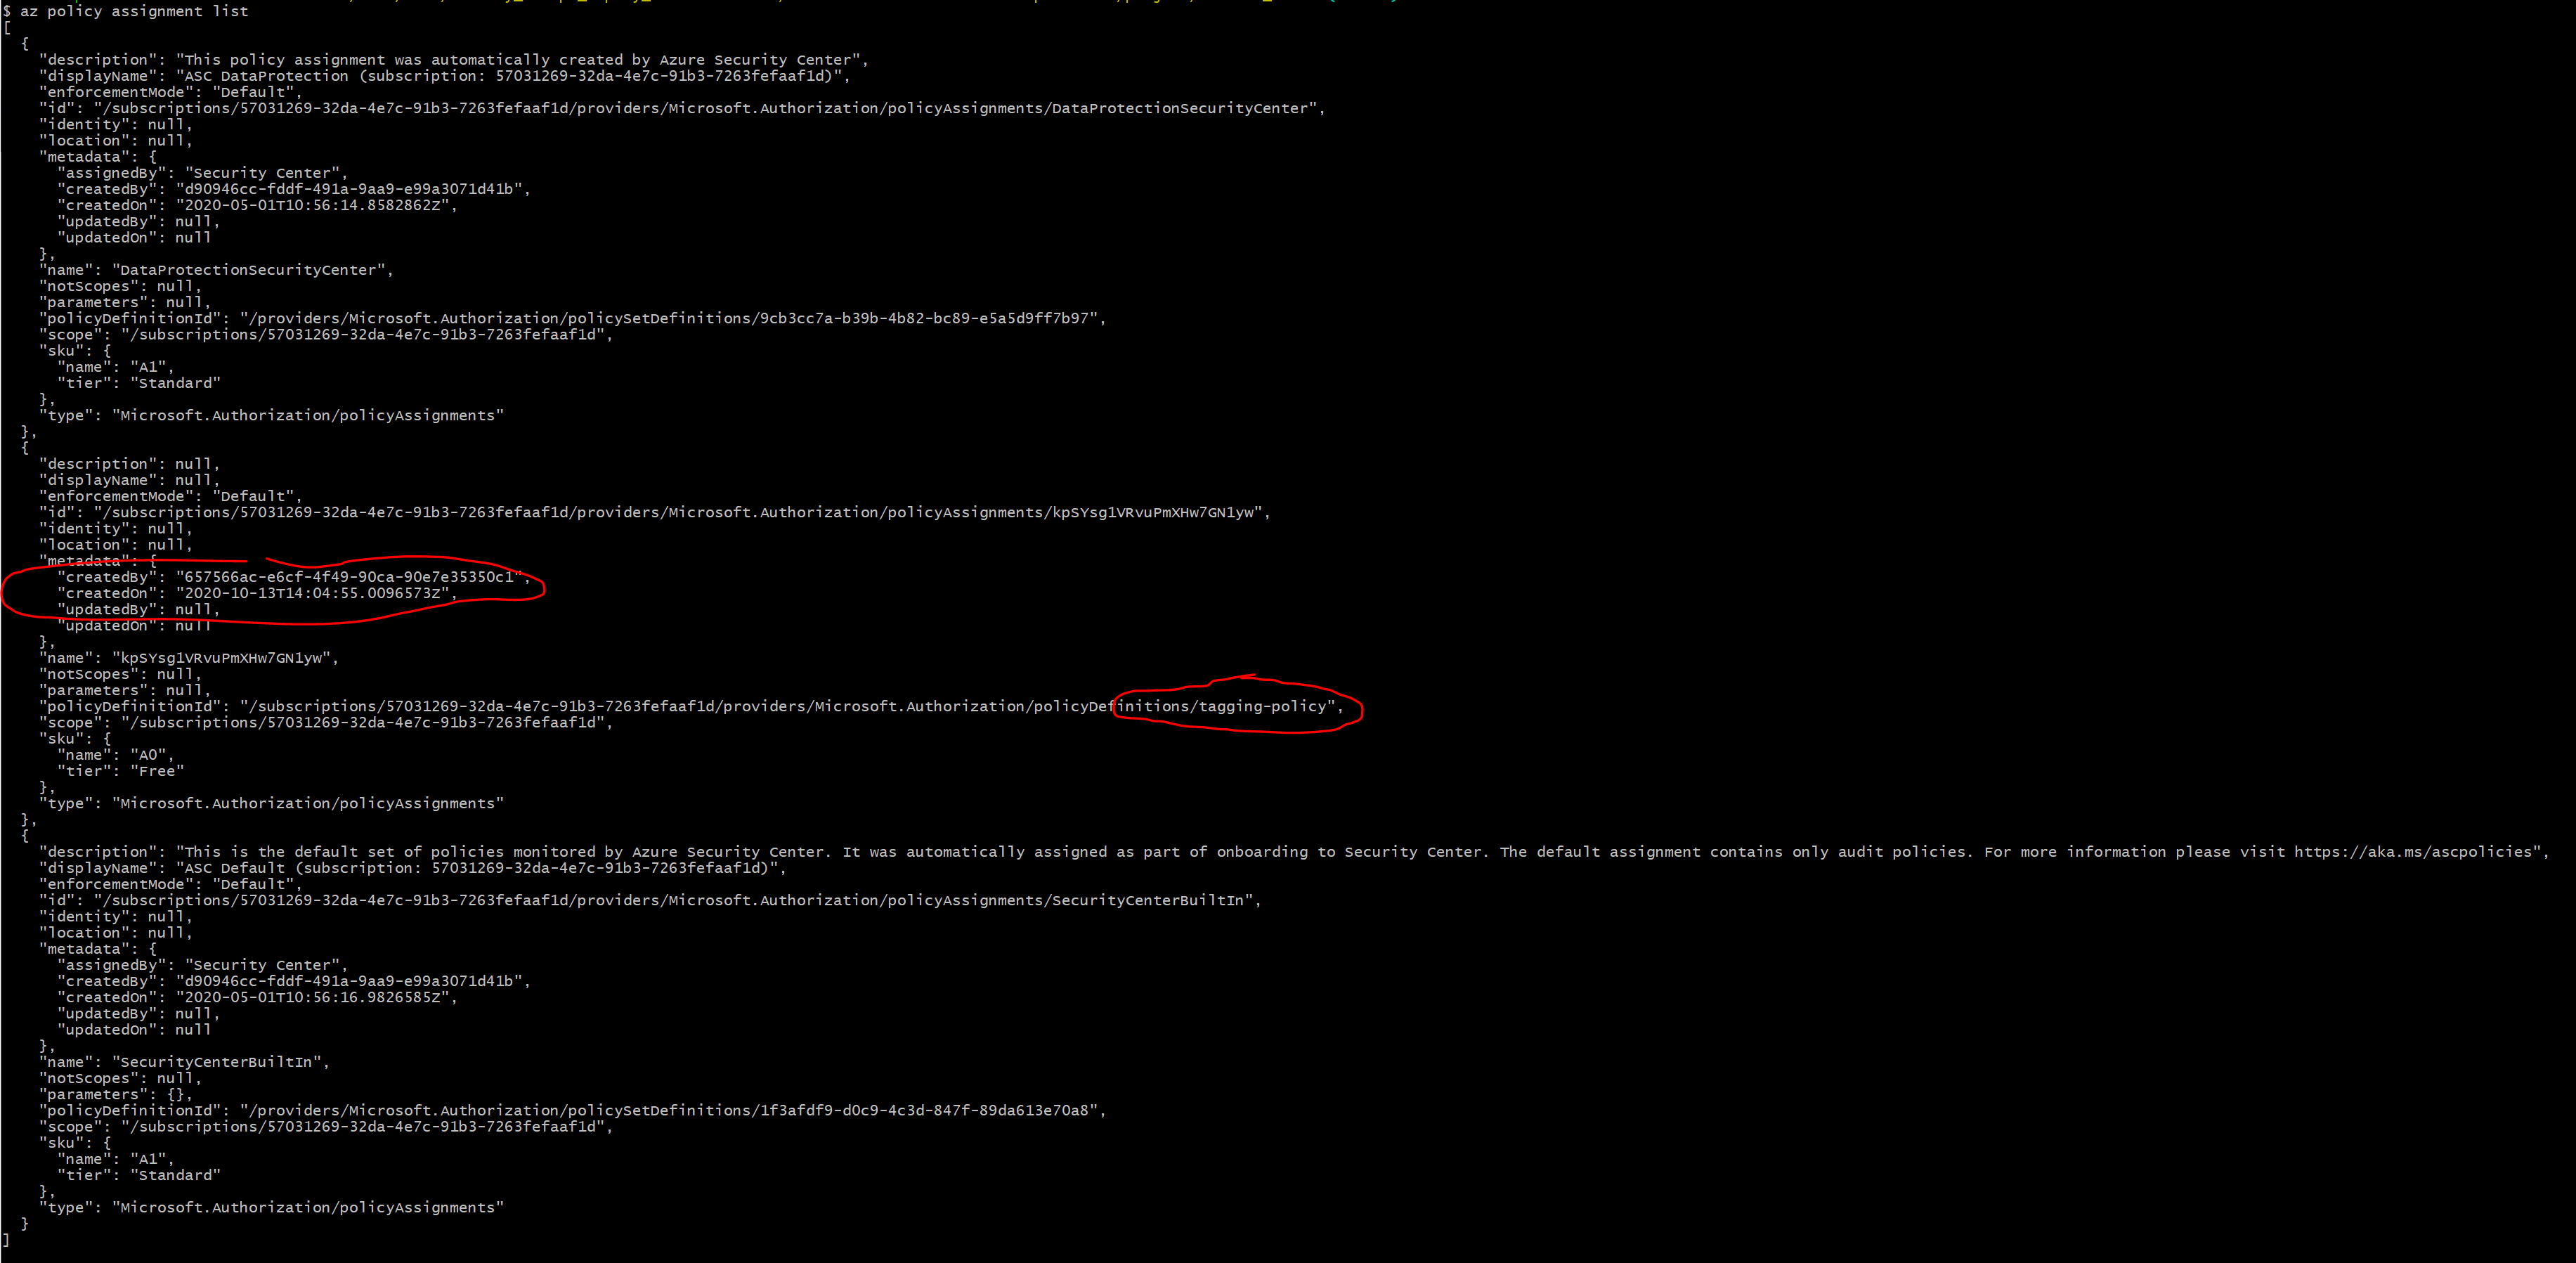 $ az policy assignment list
[
  {
    "description": "This policy assignment was automatically created by Azure Security Center",
    "displayName": "ASC DataProtection (subscription: 57031269-32da-4e7c-91b3-7263fefaaf1d)",
    "enforcementMode": "Default",
    "id": "/subscriptions/57031269-32da-4e7c-91b3-7263fefaaf1d/providers/Microsoft.Authorization/policyAssignments/DataProtectionSecurityCenter",
    "identity": null,
    "location": null,
    "metadata": {
      "assignedBy": "Security Center",
      "createdBy": "d90946cc-fddf-491a-9aa9-e99a3071d41b",
      "createdOn": "2020-05-01T10:56:14.8582862Z",
      "updatedBy": null,
      "updatedOn": null
    },
    "name": "DataProtectionSecurityCenter",
    "notScopes": null,
    "parameters": null,
    "policyDefinitionId": "/providers/Microsoft.Authorization/policySetDefinitions/9cb3cc7a-b39b-4b82-bc89-e5a5d9ff7b97",
    "scope": "/subscriptions/57031269-32da-4e7c-91b3-7263fefaaf1d",
    "sku": {
      "name": "A1",
      "tier": "Standard"
    },
    "type": "Microsoft.Authorization/policyAssignments"
  },
  {
    "description": null,
    "displayName": null,
    "enforcementMode": "Default",
    "id": "/subscriptions/57031269-32da-4e7c-91b3-7263fefaaf1d/providers/Microsoft.Authorization/policyAssignments/kpSYsg1VRvuPmXHw7GN1yw",
    "identity": null,
    "location": null,
    "metadata": {
      "createdBy": "657566ac-e6cf-4f49-90ca-90e7e35350c1",
      "createdOn": "2020-10-13T14:04:55.0096573Z",
      "updatedBy": null,
      "updatedOn": null
    },
    "name": "kpSYsg1VRvuPmXHw7GN1yw",
    "notScopes": null,
    "parameters": null,
    "policyDefinitionId": "/subscriptions/57031269-32da-4e7c-91b3-7263fefaaf1d/providers/Microsoft.Authorization/policyDefinitions/tagging-policy",
    "scope": "/subscriptions/57031269-32da-4e7c-91b3-7263fefaaf1d",
    "sku": {
      "name": "A0",
      "tier": "Free"
    },
    "type": "Microsoft.Authorization/policyAssignments"
  },
  {
    "description": "This is the default set of policies monitored by Azure Security Center. It was automatically assigned as part of onboarding to Security Center. The default assignment contains only audit policies. For more information please visit https://aka.ms/ascpolicies",
    "displayName": "ASC Default (subscription: 57031269-32da-4e7c-91b3-7263fefaaf1d)",
    "enforcementMode": "Default",
    "id": "/subscriptions/57031269-32da-4e7c-91b3-7263fefaaf1d/providers/Microsoft.Authorization/policyAssignments/SecurityCenterBuiltIn",
    "identity": null,
    "location": null,
    "metadata": {
      "assignedBy": "Security Center",
      "createdBy": "d90946cc-fddf-491a-9aa9-e99a3071d41b",
      "createdOn": "2020-05-01T10:56:16.9826585Z",
      "updatedBy": null,
      "updatedOn": null
    },
    "name": "SecurityCenterBuiltIn",
    "notScopes": null,
    "parameters": {},
    "policyDefinitionId": "/providers/Microsoft.Authorization/policySetDefinitions/1f3afdf9-d0c9-4c3d-847f-89da613e70a8",
    "scope": "/subscriptions/57031269-32da-4e7c-91b3-7263fefaaf1d",
    "sku": {
      "name": "A1",
      "tier": "Standard"
    },
    "type": "Microsoft.Authorization/policyAssignments"
  }
]